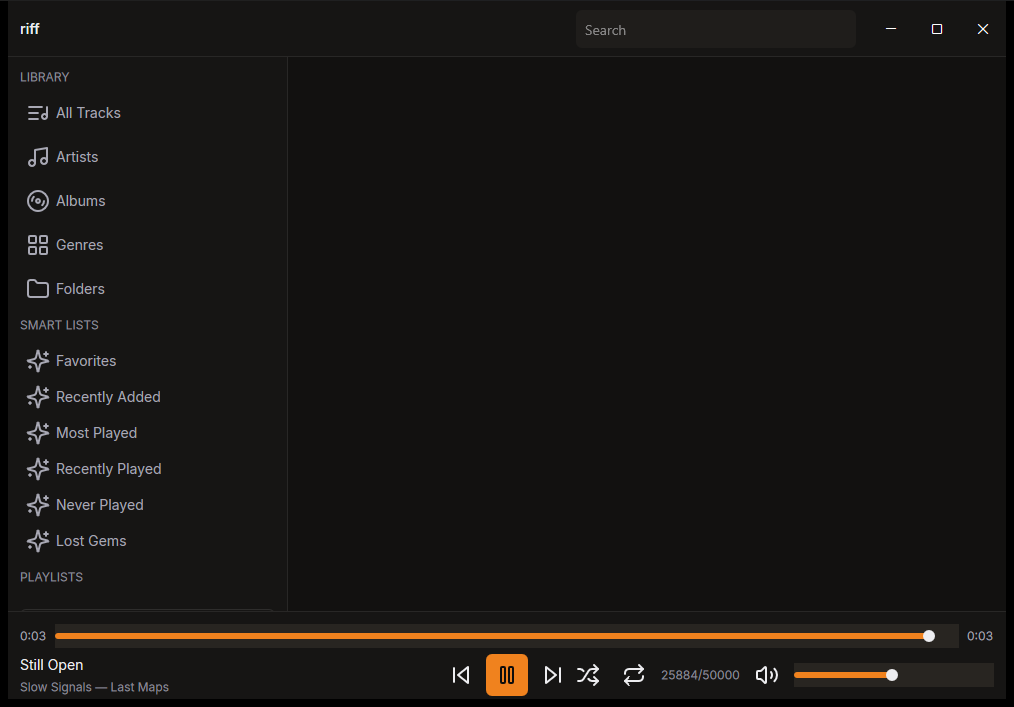 riff
Search
LIBRARY
All Tracks
Artists
Albums
Genres
Folders
SMART LISTS
Favorites
Recently Added
Most Played
Recently Played
Never Played
Lost Gems
PLAYLISTS
0:03
0:03
Still Open
Slow Signals — Last Maps
25884/50000